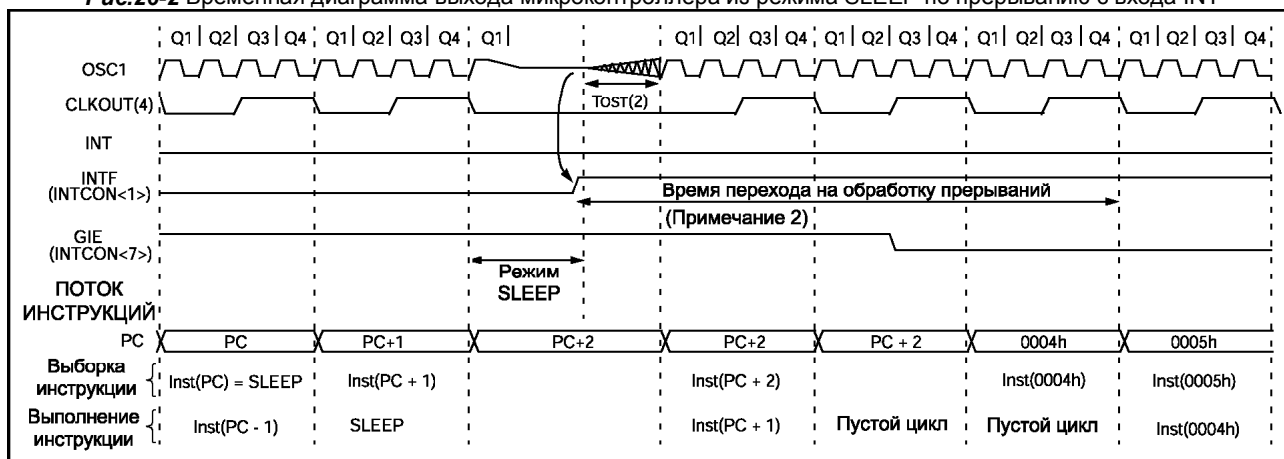 Рис.26-2 Временная диаграмма выхода микроконтроллера из режима SLEEP по прерыванию с входа INT
Q1 Q2 Q3 Q4 Q1 Q2 Q3 Q4 Q1 Q1 Q2 Q3 Q4 Q1 Q2 Q3 Q4 Q1 Q2 Q3 Q4 Q1 Q2 Q3 Q4
OSC1
CLKOUT(4)
TOST(2)
INT
INTF
(INTCON<1>)
Время перехода на обработку прерываний
(Примечание 2)
GIE
(INTCON<7>)
Режим
SLEEP
ПОТОК
ИНСТРУКЦИЙ
PC PC PC+1 PC+2 PC+2 PC + 2 0004h 0005h
Выборка
инструкции
Inst(PC) = SLEEP Inst(PC + 1) Inst(PC + 2) Inst(0004h) Inst(0005h)
Выполнение
инструкции
Inst(PC - 1) SLEEP Inst(PC + 1) Пустой цикл Пустой цикл Inst(0004h)